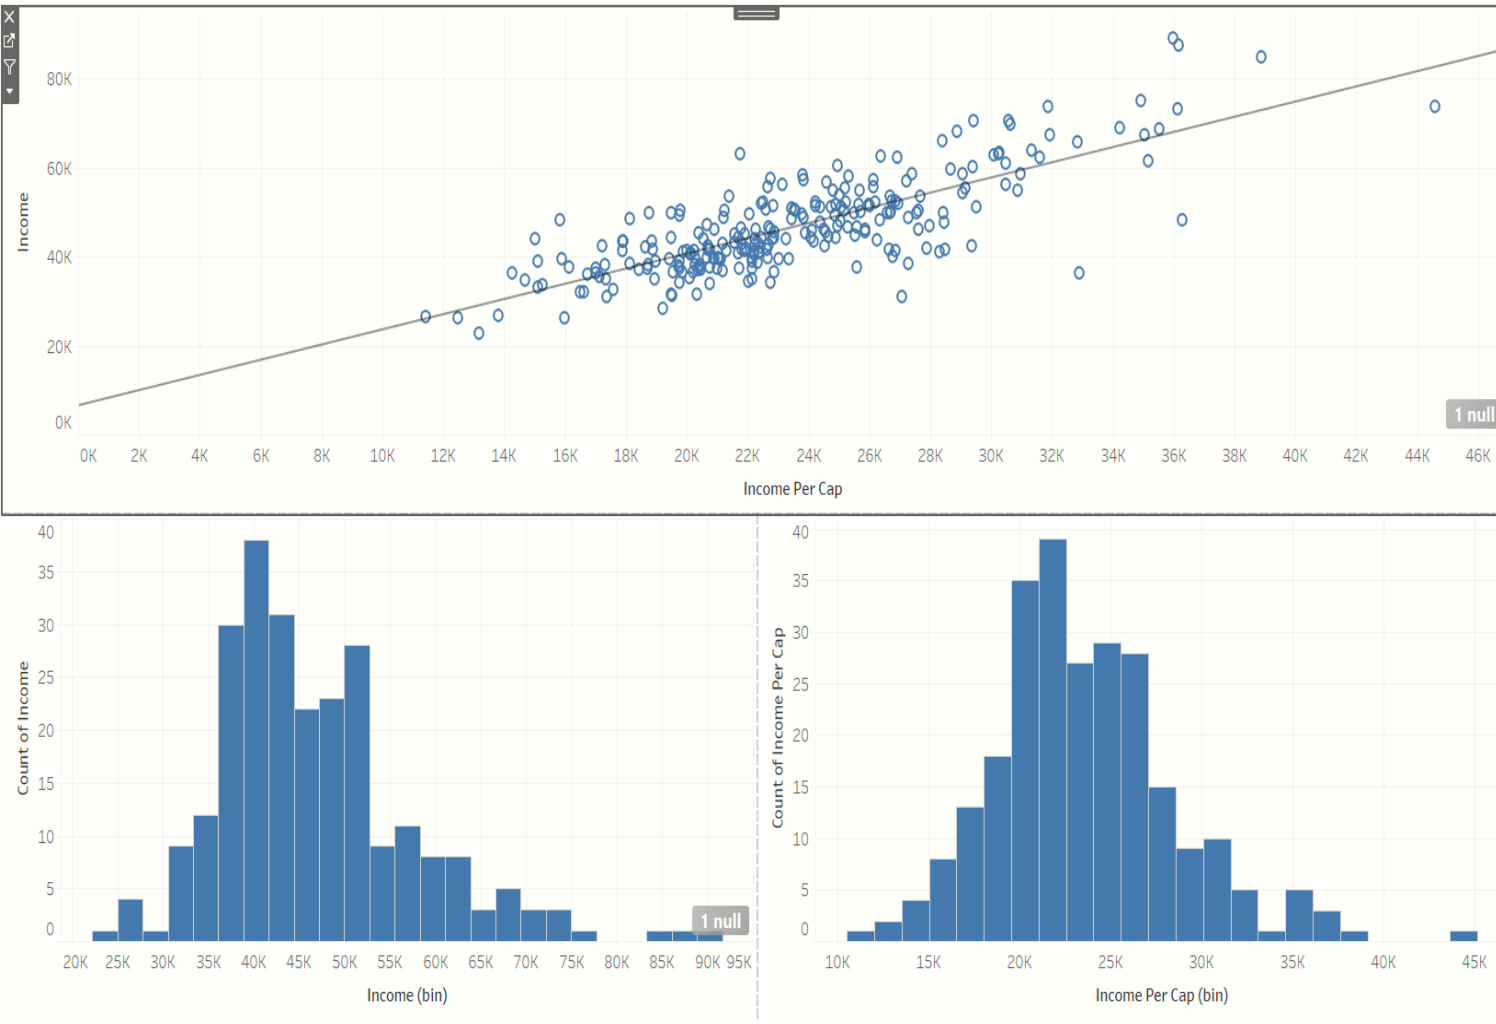 80K
60K
Income
40K
20K
0K
1 null
0K 2K 4K 6K 8K 10K 12K 14K 16K 18K 20K 22K 24K 26K 28K 30K 32K 34K 36K 38K 40K 42K 44K 46K
Income Per Cap
40
35
30
25
20
15
10
5
0
Count of Income
1 null
20K 25K 30K 35K 40K 45K 50K 55K 60K 65K 70K 75K 80K 85K 90K 95K
Income (bin)
40
35
30
25
20
15
10
5
0
Count of Income Per Cap
10K 15K 20K 25K 30K 35K 40K 45K
Income Per Cap (bin)